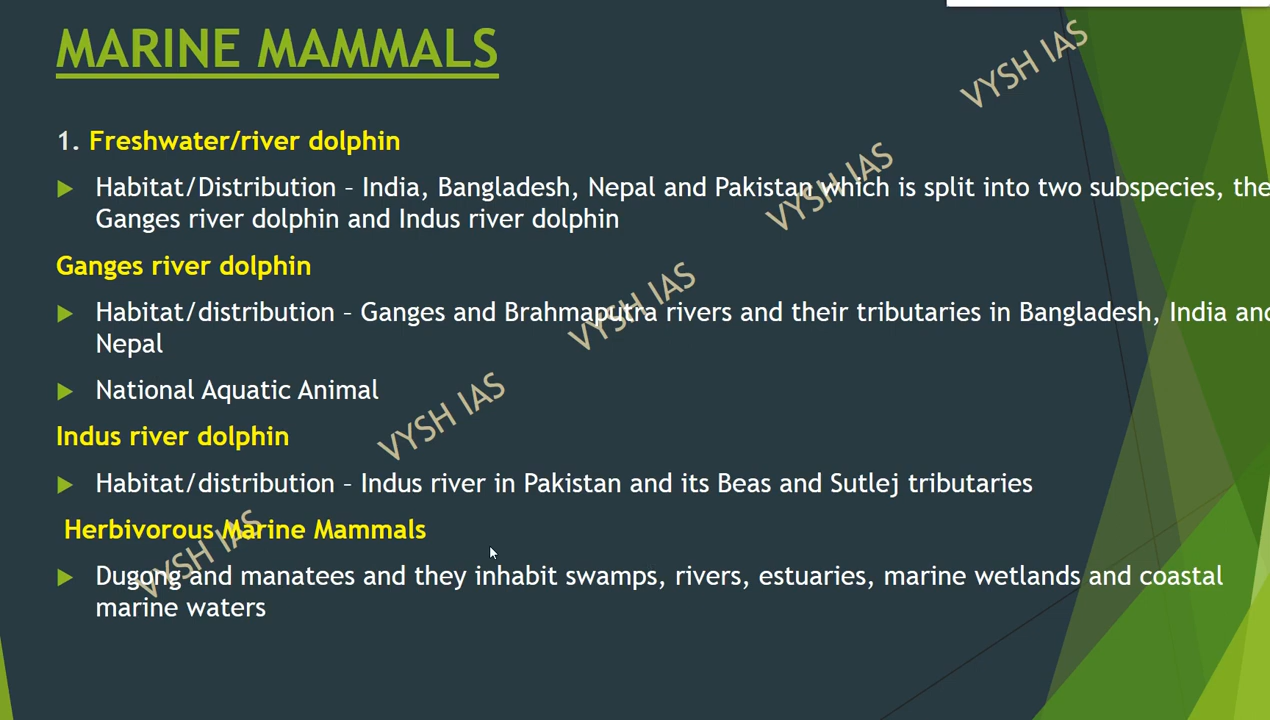 MARINE MAMMALS
1. Freshwater/river dolphin
Habitat/Distribution – India, Bangladesh, Nepal and Pakistan which is split into two subspecies, the
Ganges river dolphin and Indus river dolphin
Ganges river dolphin
Habitat/distribution – Ganges and Brahmaputra rivers and their tributaries in Bangladesh, India and
Nepal
National Aquatic Animal
Indus river dolphin
Habitat/distribution – Indus river in Pakistan and its Beas and Sutlej tributaries
Herbivorous Marine Mammals
Dugong and manatees and they inhabit swamps, rivers, estuaries, marine wetlands and coastal
marine waters
VYSH IAS
VYSH IAS
VYSH IAS
VYSH IAS
VYSH IAS